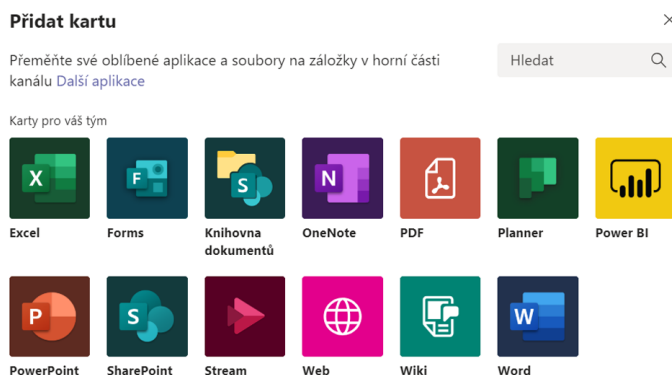 Přidat kartu
Přeměňte své oblíbené aplikace a soubory na záložky v horní části
kanálu Další aplikace
Hledat
Karty pro váš tým
X
F
S
N
Excel
Forms
Knihovna
dokumentů
OneNote
PDF
Planner
Power BI
P
S
W
PowerPoint
SharePoint
Stream
Web
Wiki
Word